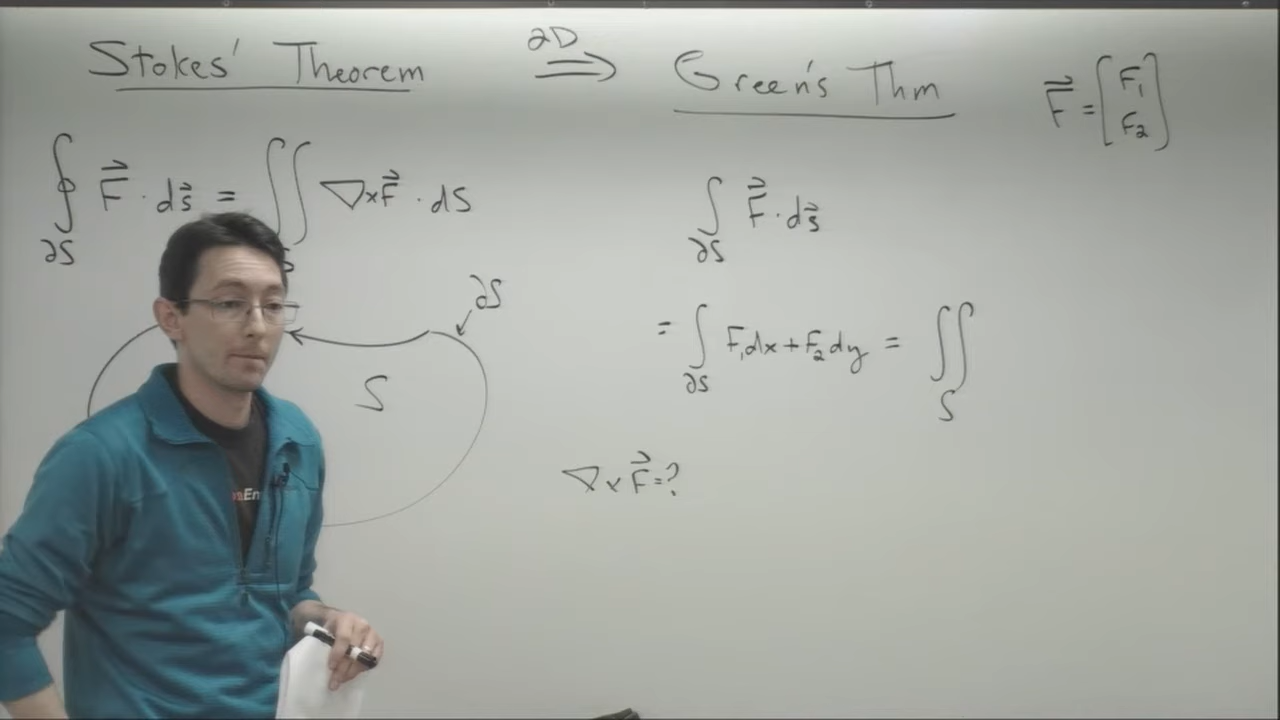 Stokes' Theorem
2D ⟹
Green's Thm
F⃗ = [F₁ F₂]
∮ F⃗ · ds⃗ = ∬ ∇×F⃗ · dS
∂S S
∫ F⃗ · ds⃗
∂S
∂S
S
= ∫ F₁dx + F₂dy = ∬
∂S S
∇×F⃗ = ?